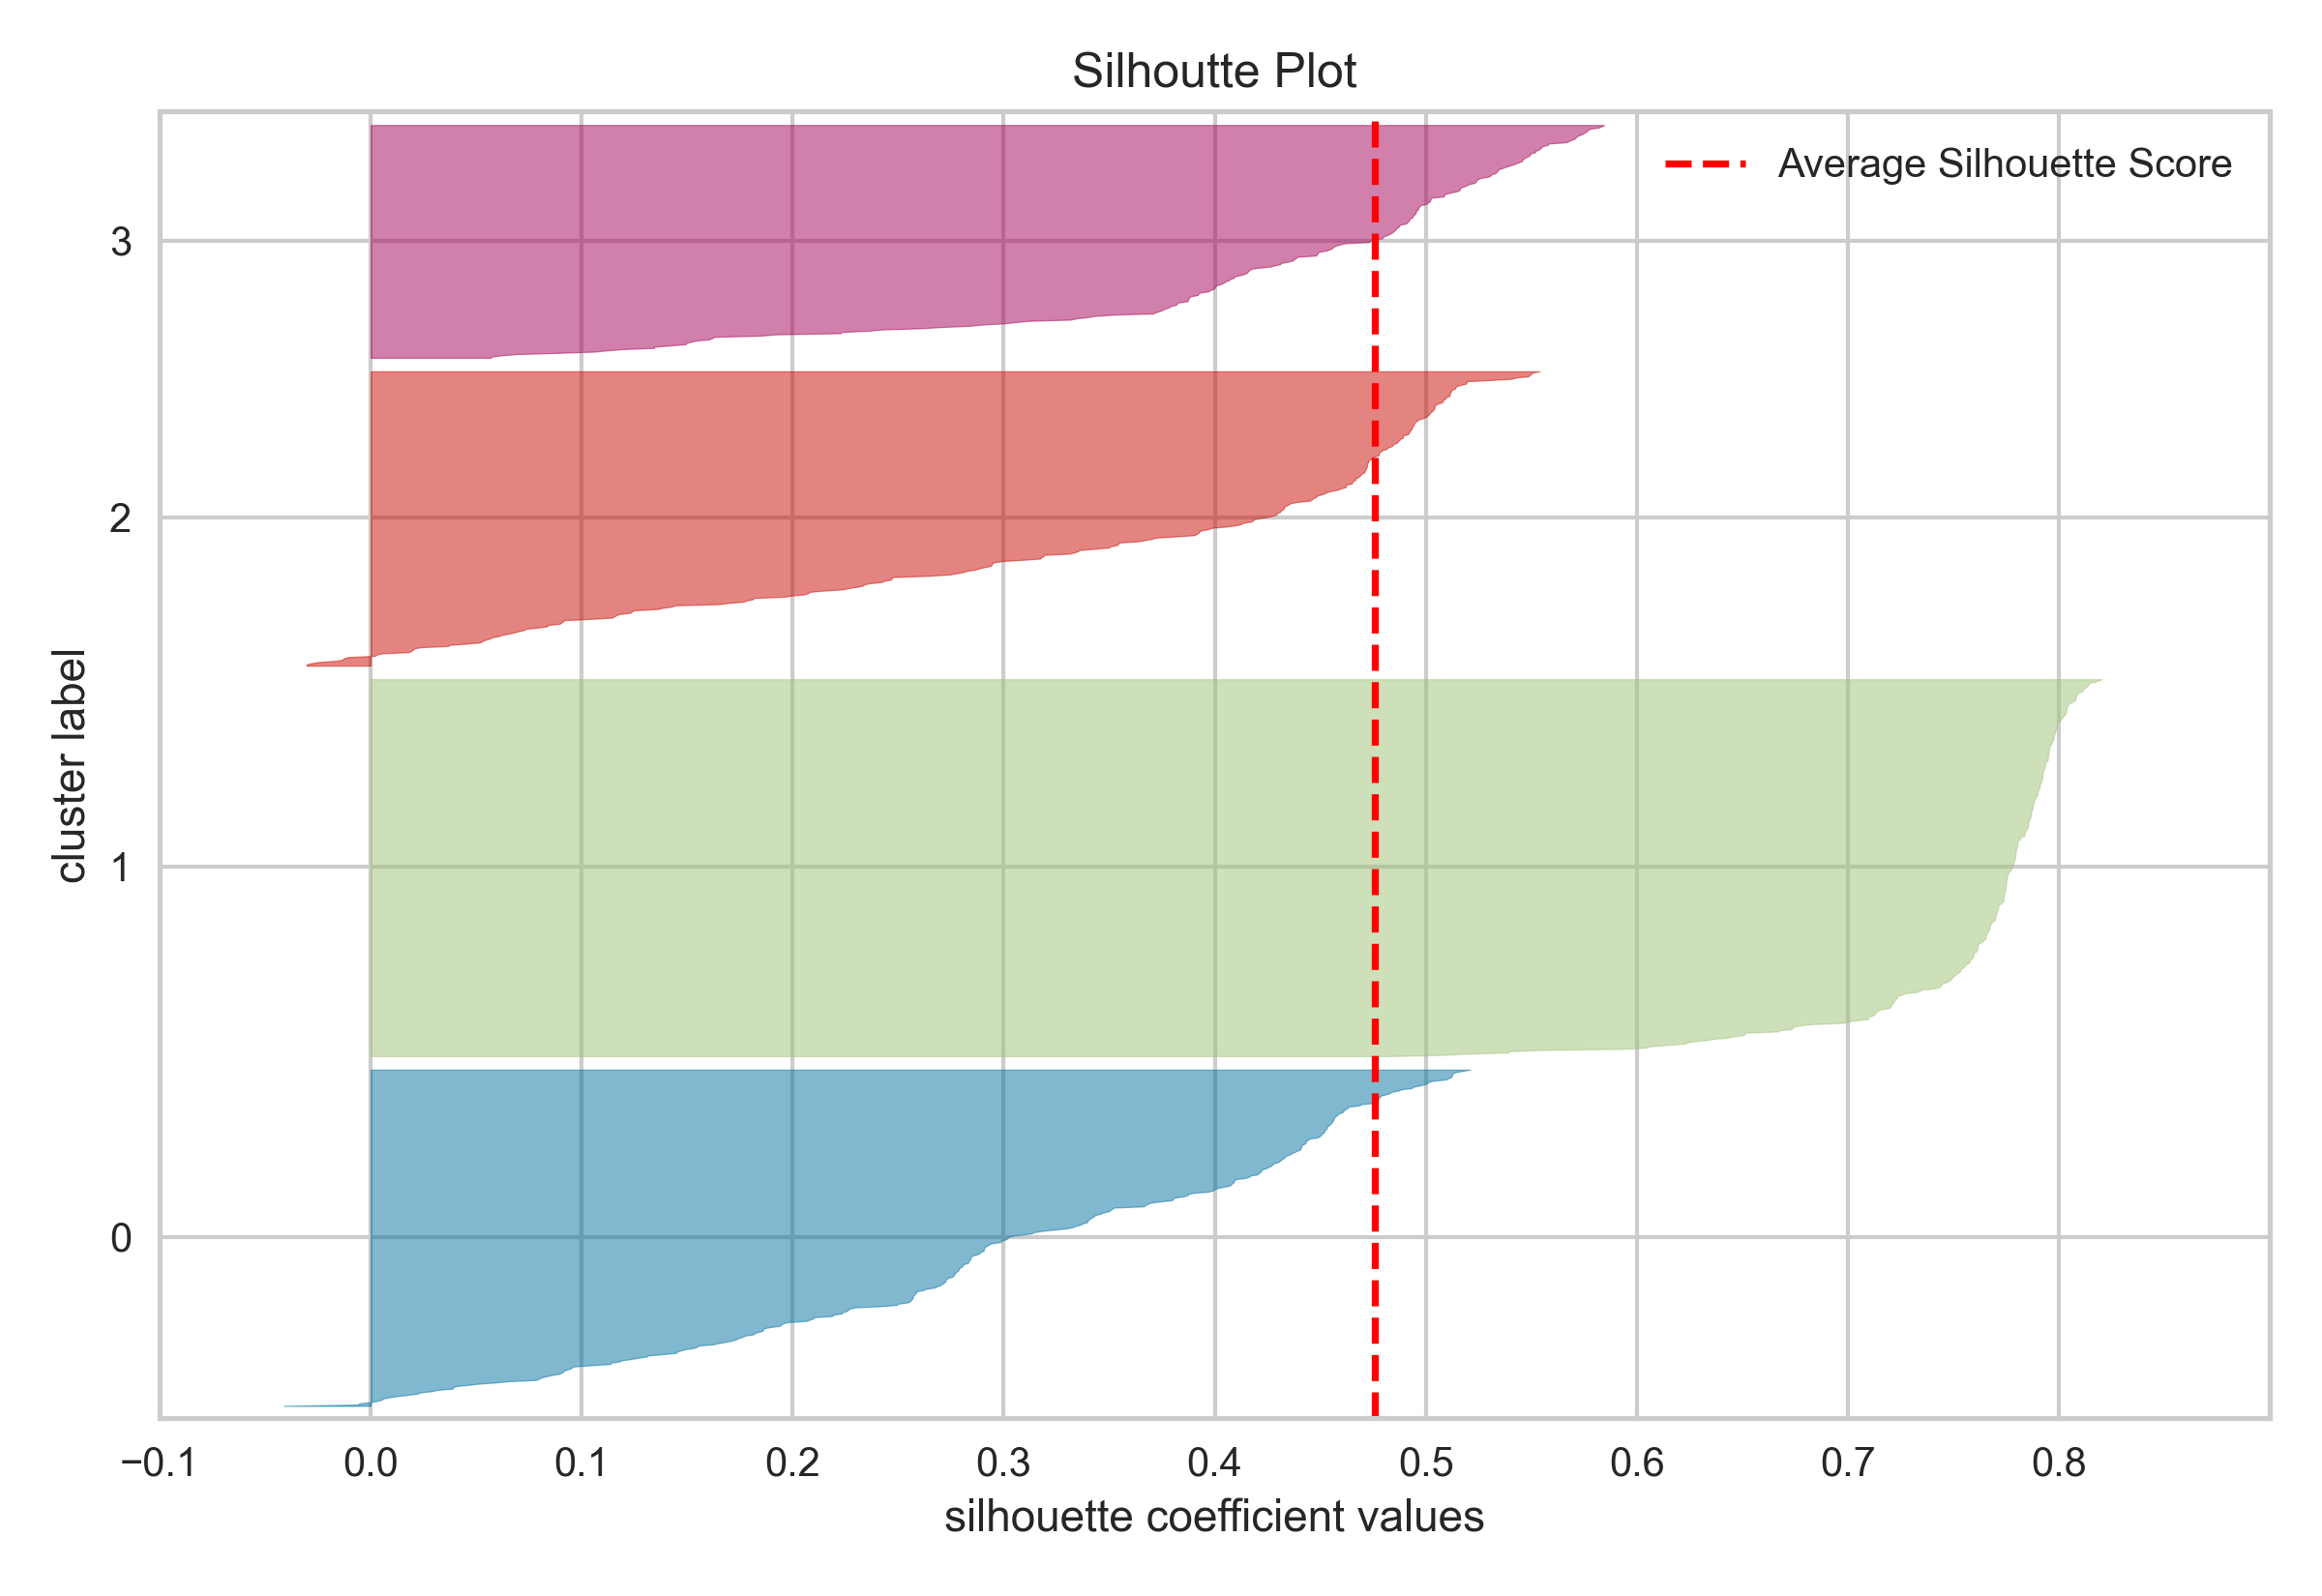 Silhoutte Plot
Average Silhouette Score
cluster label
3
2
1
0
−0.1 0.0 0.1 0.2 0.3 0.4 0.5 0.6 0.7 0.8
silhouette coefficient values